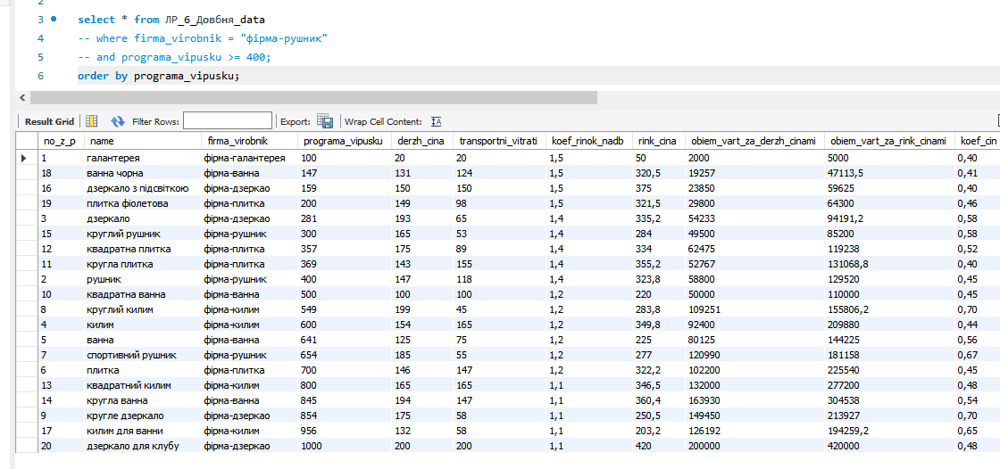 2
3 select * from ЛР_6_Довбня_data
4 -- where firma_virobnik = "фірма-рушник"
5 -- and programa_vipusku >= 400;
6 order by programa_vipusku;
Result Grid Filter Rows: Export: Wrap Cell Content:
no_z_p name firma_virobnik programa_vipusku derzh_cina transportni_vitrati koef_rinok_nadb rink_cina obiem_vart_za_derzh_cinami obiem_vart_za_rink_cinami koef_cin
1 галантерея фірма-галантерея 100 20 20 1,5 50 2000 5000 0,40
18 ванна чорна фірма-ванна 147 131 124 1,5 320,5 19257 47113,5 0,41
16 дзеркало з підсвіткою фірма-дзеркао 159 150 150 1,5 375 23850 59625 0,40
19 плитка фіолетова фірма-плитка 200 149 98 1,5 321,5 29800 64300 0,46
3 дзеркало фірма-дзеркао 281 193 65 1,4 335,2 54233 94191,2 0,58
15 круглий рушник фірма-рушник 300 165 53 1,4 284 49500 85200 0,58
12 квадратна плитка фірма-плитка 357 175 89 1,4 334 62475 119238 0,52
11 кругла плитка фірма-плитка 369 143 155 1,4 355,2 52767 131068,8 0,40
2 рушник фірма-рушник 400 147 118 1,4 323,8 58800 129520 0,45
10 квадратна ванна фірма-ванна 500 100 100 1,2 220 50000 110000 0,45
8 круглий килим фірма-килим 549 199 45 1,2 283,8 109251 155806,2 0,70
4 килим фірма-килим 600 154 165 1,2 349,8 92400 209880 0,44
5 ванна фірма-ванна 641 125 75 1,2 225 80125 144225 0,56
7 спортивний рушник фірма-рушник 654 185 55 1,2 277 120990 181158 0,67
6 плитка фірма-плитка 700 146 147 1,2 322,2 102200 225540 0,45
13 квадратний килим фірма-килим 800 165 165 1,1 346,5 132000 277200 0,48
14 кругла ванна фірма-ванна 845 194 147 1,1 360,4 163930 304538 0,54
9 кругле дзеркало фірма-дзеркао 854 175 58 1,1 250,5 149450 213927 0,70
17 килим для ванни фірма-килим 956 132 58 1,1 203,2 126192 194259,2 0,65
20 дзеркало для клубу фірма-дзеркао 1000 200 200 1,1 420 200000 420000 0,48